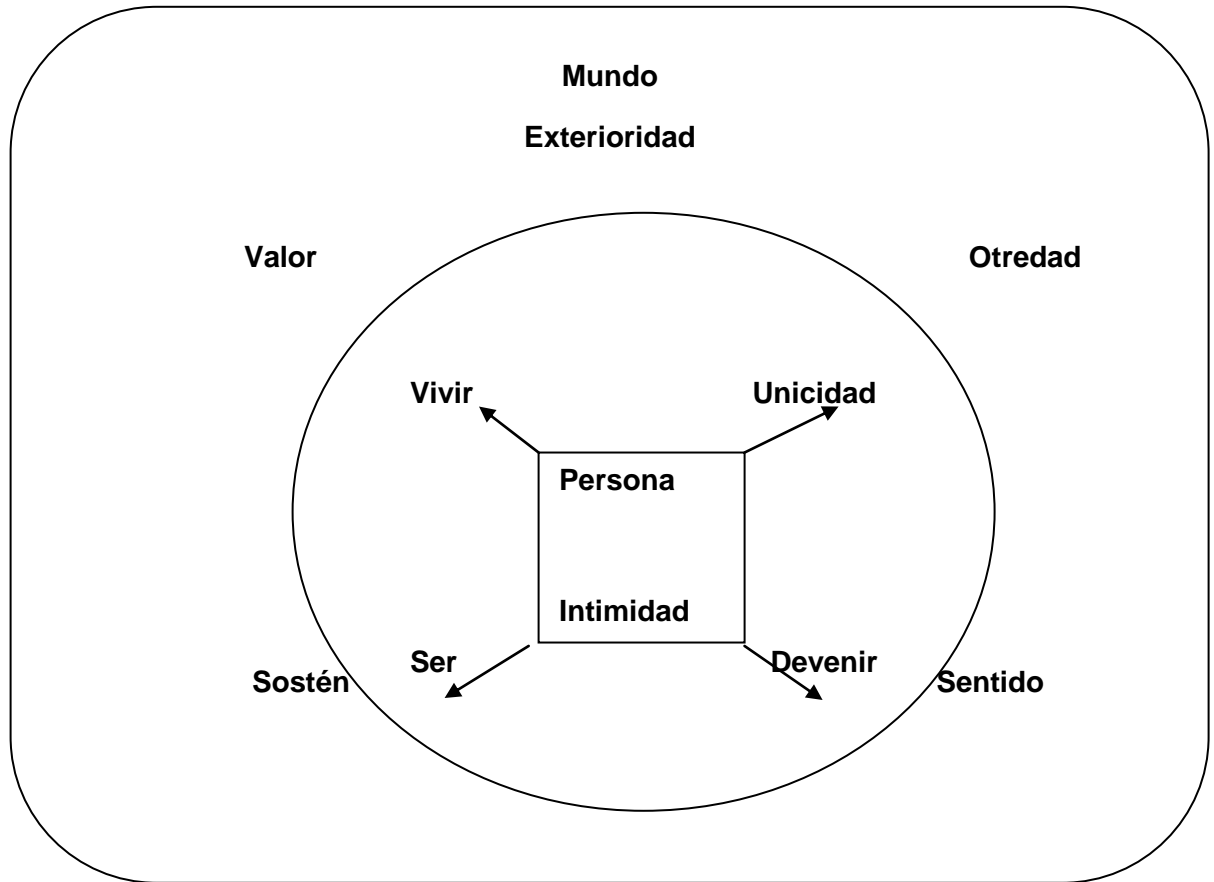 Mundo
Exterioridad
Valor
Otredad
Vivir
Unicidad
Persona
Intimidad
Ser
Devenir
Sostén
Sentido